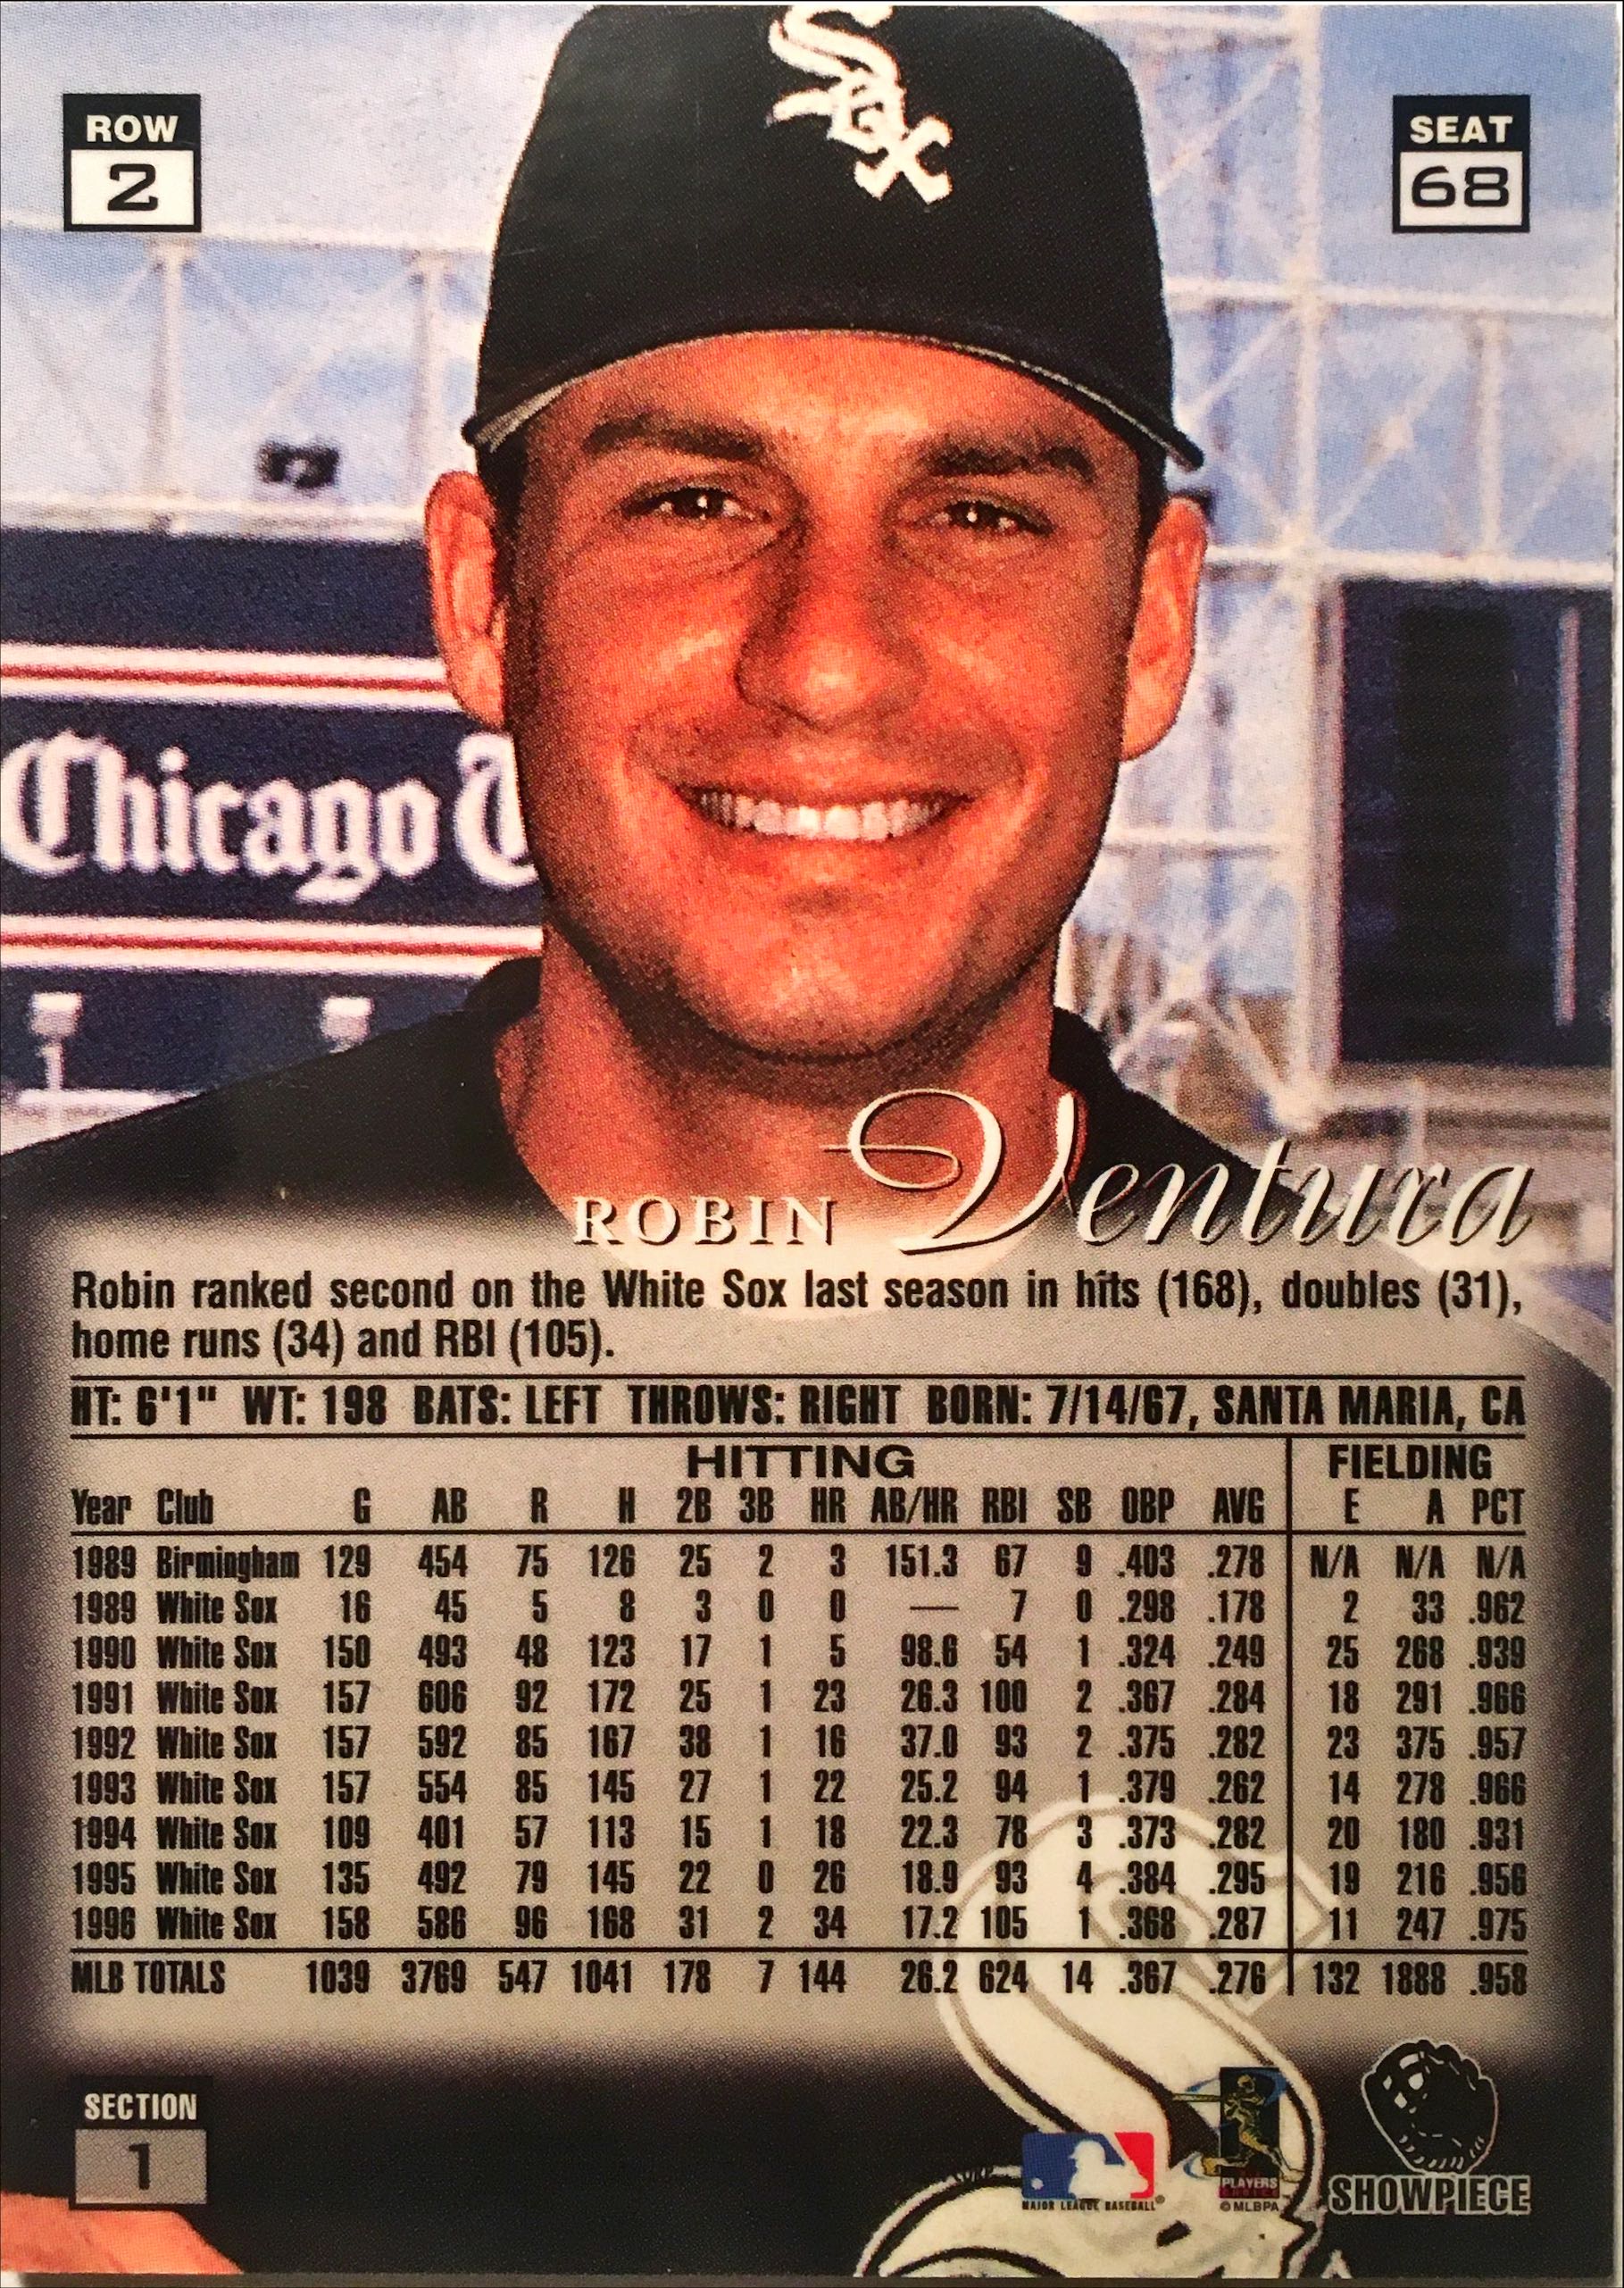 Sox
ROW
2
SEAT
68
Chicago T
ROBIN Ventura
Robin ranked second on the White Sox last season in hits (168), doubles (31),
home runs (34) and RBI (105).
HT: 6'1" WT: 198 BATS: LEFT THROWS: RIGHT BORN: 7/14/67, SANTA MARIA, CA
HITTING FIELDING
Year Club G AB R H 2B 3B HR AB/HR RBI SB OBP AVG E A PCT
1989 Birmingham 129 454 75 126 25 2 3 151.3 67 9 .403 .278 N/A N/A N/A
1989 White Sox 16 45 5 8 3 0 0 — 7 0 .298 .178 2 33 .962
1990 White Sox 150 493 48 123 17 1 5 98.6 54 1 .324 .249 25 268 .939
1991 White Sox 157 606 92 172 25 1 23 26.3 100 2 .367 .284 18 291 .966
1992 White Sox 157 592 85 167 38 1 16 37.0 93 2 .375 .282 23 375 .957
1993 White Sox 157 554 85 145 27 1 22 25.2 94 1 .379 .262 14 278 .966
1994 White Sox 109 401 57 113 15 1 18 22.3 78 3 .373 .282 20 180 .931
1995 White Sox 135 492 79 145 22 0 26 18.9 93 4 .384 .295 19 216 .956
1996 White Sox 158 586 96 168 31 2 34 17.2 105 1 .368 .287 11 247 .975
MLB TOTALS 1039 3769 547 1041 178 7 144 26.2 624 14 .367 .276 132 1888 .958
SECTION
1
MAJOR LEAGUE BASEBALL®
PLAYERS
CHOICE
©MLBPA
SHOWPIECE